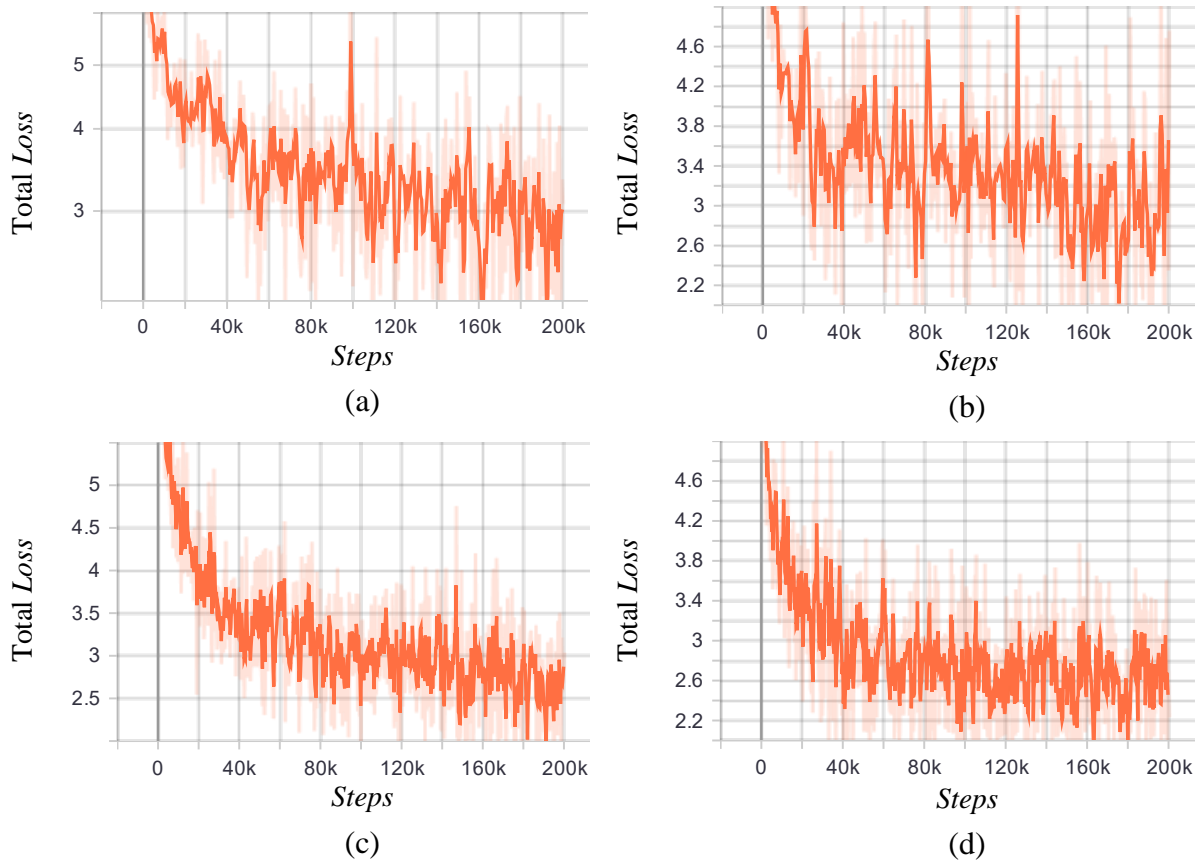 5
4
3
Total Loss
0
40k
80k
120k
160k
200k
Steps
(a)
4.6
4.2
3.8
3.4
3
2.6
2.2
Total Loss
0
40k
80k
120k
160k
200k
Steps
(b)
5
4.5
4
3.5
3
2.5
Total Loss
0
40k
80k
120k
160k
200k
Steps
(c)
4.6
4.2
3.8
3.4
3
2.6
2.2
Total Loss
0
40k
80k
120k
160k
200k
Steps
(d)